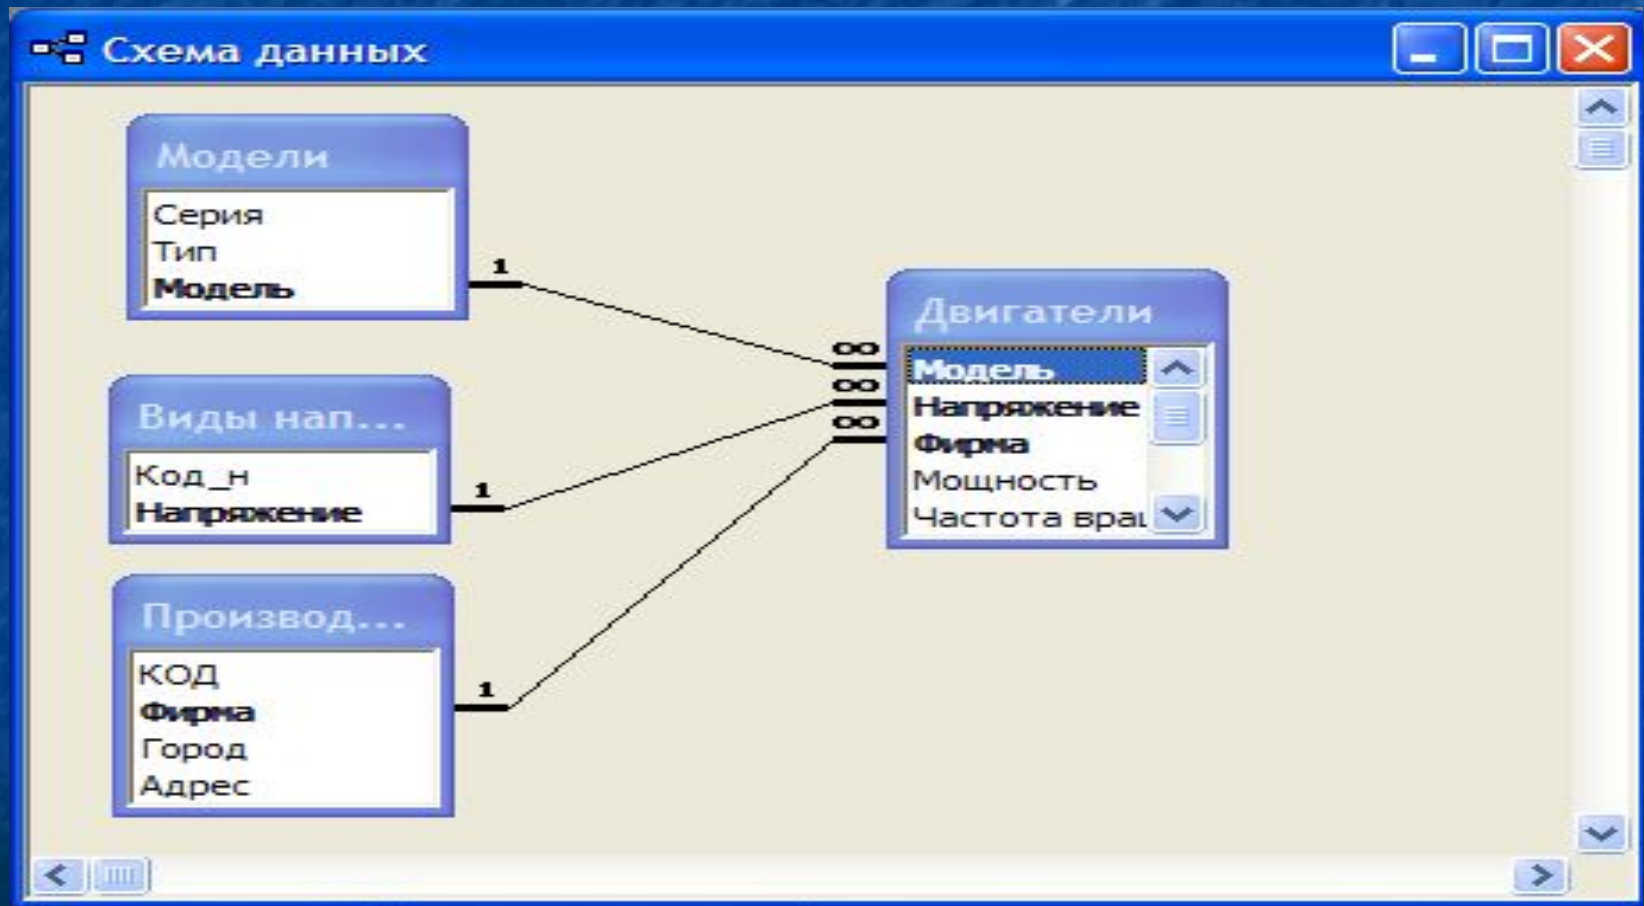 Схема данных
Модели
Серия
Тип
Модель
1
Виды нап...
Код_н
Напряжение
1
Производ...
КОД
Фирма
Город
Адрес
1
Двигатели
∞
Модель
∞
Напряжение
∞
Фирма
Мощность
Частота вращ